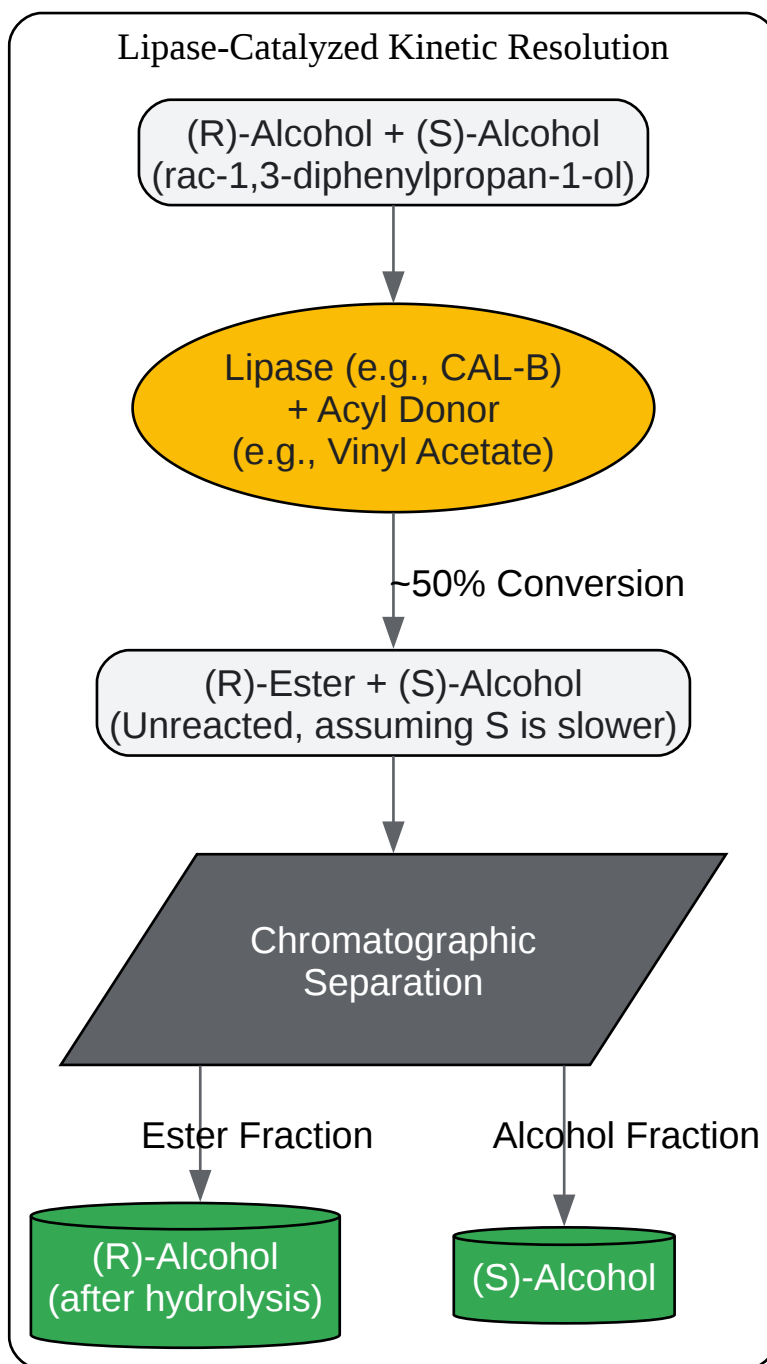 Lipase-Catalyzed Kinetic Resolution
(R)-Alcohol + (S)-Alcohol
(rac-1,3-diphenylpropan-1-ol)
Lipase (e.g., CAL-B)
+ Acyl Donor
(e.g., Vinyl Acetate)
~50% Conversion
(R)-Ester + (S)-Alcohol
(Unreacted, assuming S is slower)
Chromatographic
Separation
Ester Fraction
Alcohol Fraction
(R)-Alcohol
(after hydrolysis)
(S)-Alcohol